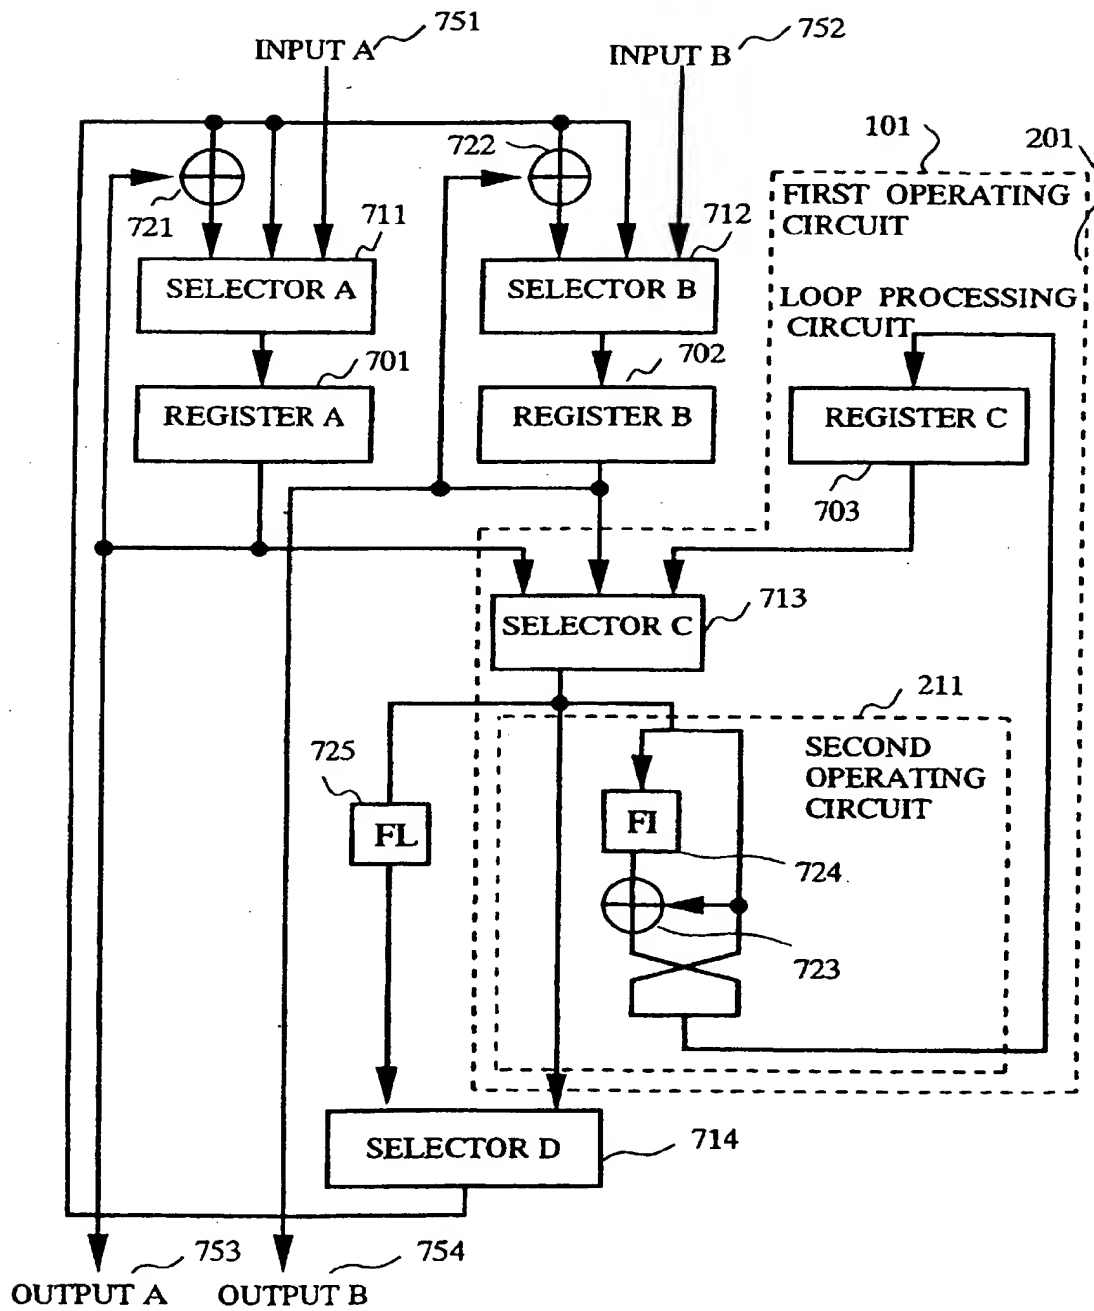 INPUT A 751
INPUT B 752
101
201
FIRST OPERATING
CIRCUIT
722
721
711
712
SELECTOR A
SELECTOR B
LOOP PROCESSING
CIRCUIT
701
702
REGISTER A
REGISTER B
REGISTER C
703
713
SELECTOR C
211
725
SECOND
OPERATING
CIRCUIT
FL
FI
724
723
SELECTOR D
714
753
754
OUTPUT A
OUTPUT B